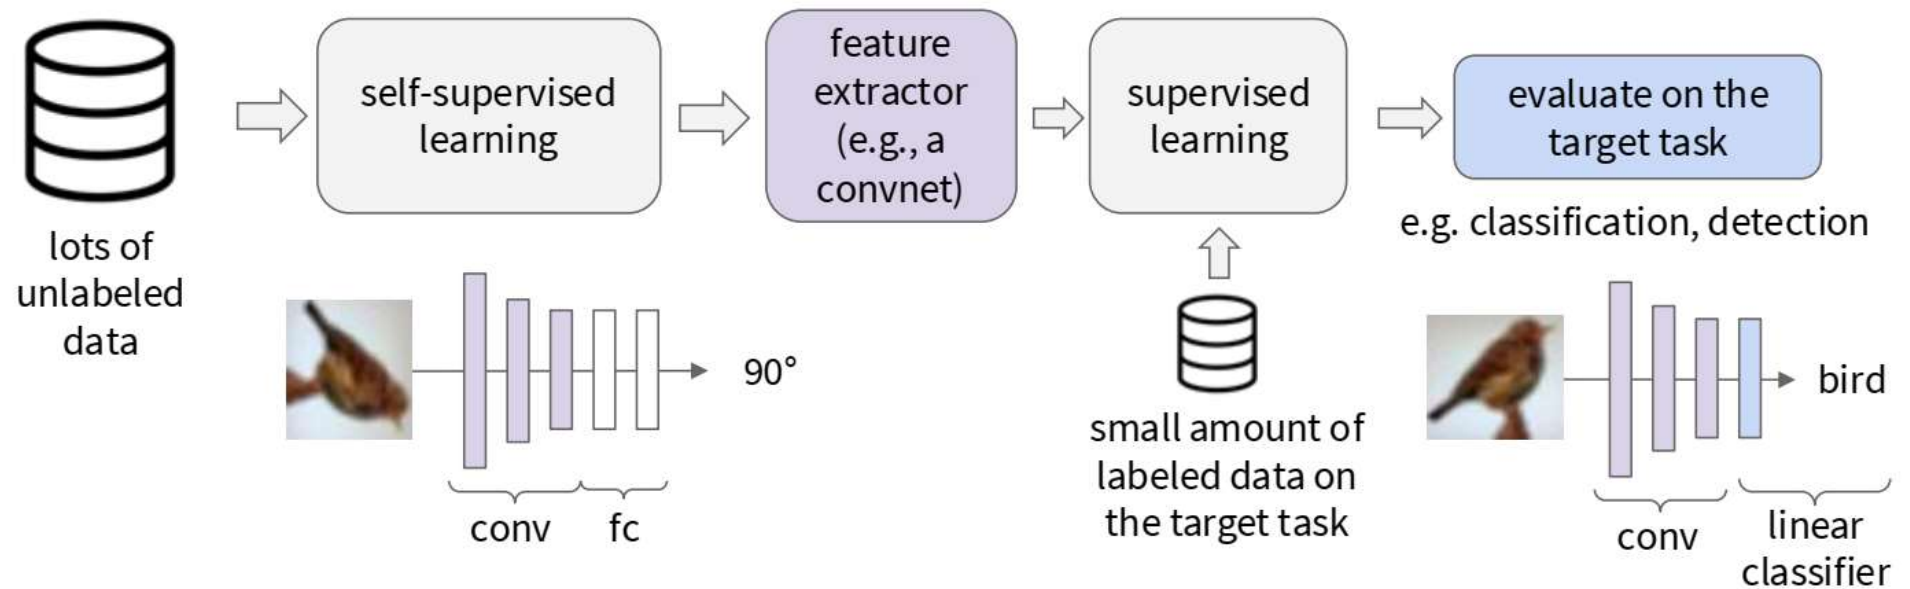 lots of
unlabeled
data
self-supervised
learning
feature
extractor
(e.g., a
convnet)
supervised
learning
evaluate on the
target task
e.g. classification, detection
90°
conv
fc
small amount of
labeled data on
the target task
bird
conv
linear
classifier